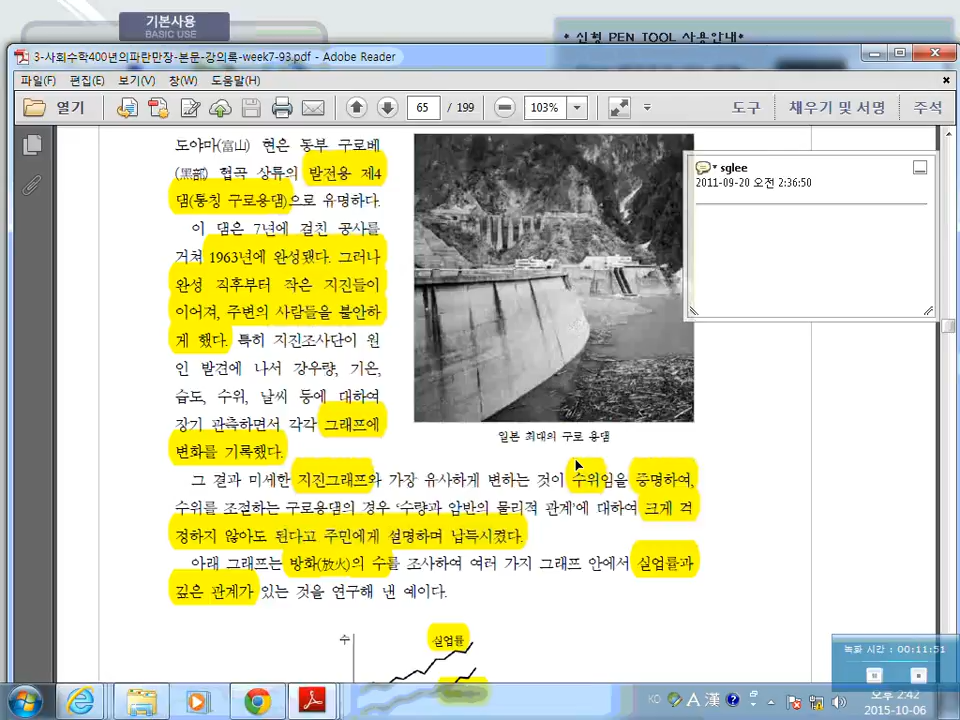 기본사용
BASIC USE
* 신형 PEN TOOL 사용안내*
3-사회수학400년의파란만장-본문-강의록-week7-93.pdf - Adobe Reader
파일(F) 편집(E) 보기(V) 창(W) 도움말(H)
열기 65 / 199 103% 도구 채우기 및 서명 주석
도야마(富山) 현은 동부 구로베
(黑部) 협곡 상류의 발전용 제4
댐(통칭 구로용댐)으로 유명하다.
이 댐은 7년에 걸친 공사를
거쳐 1963년에 완성됐다. 그러나
완성 직후부터 작은 지진들이
이어져, 주변의 사람들을 불안하
게 했다. 특히 지진조사단이 원
인 발견에 나서 강우량, 기온,
습도, 수위, 날씨 등에 대하여
장기 관측하면서 각각 그래프에
변화를 기록했다.
일본 최대의 구로 용댐
sglee
2011-09-20 오전 2:36:50
그 결과 미세한 지진그래프와 가장 유사하게 변하는 것이 수위임을 증명하여,
수위를 조절하는 구로용댐의 경우 ‘수량과 암반의 물리적 관계’에 대하여 크게 걱
정하지 않아도 된다고 주민에게 설명하며 납득시켰다.
아래 그래프는 방화(放火)의 수를 조사하여 여러 가지 그래프 안에서 실업률과
깊은 관계가 있는 것을 연구해 낸 예이다.
수
실업률
녹화 시간 : 00:11:51
KO A 漢
오후 2:42
2015-10-06